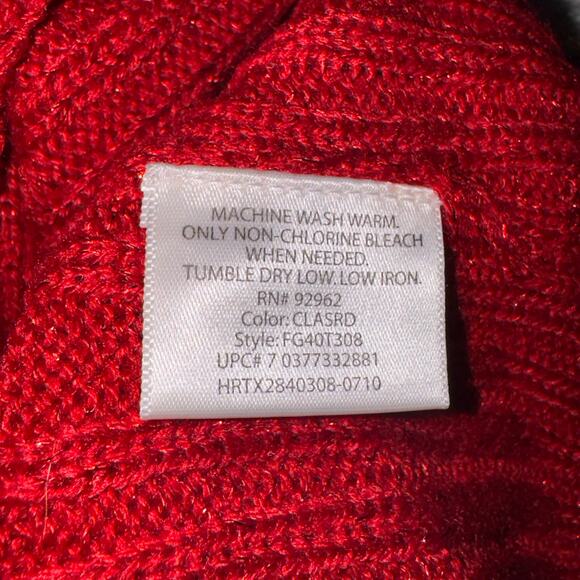 MACHINE WASH WARM.
ONLY NON-CHLORINE BLEACH
WHEN NEEDED.
TUMBLE DRY LOW. LOW IRON.
RN# 92962
Color: CLASRD
Style: FG40T308
UPC# 7 0377332881
HRTX2840308-0710